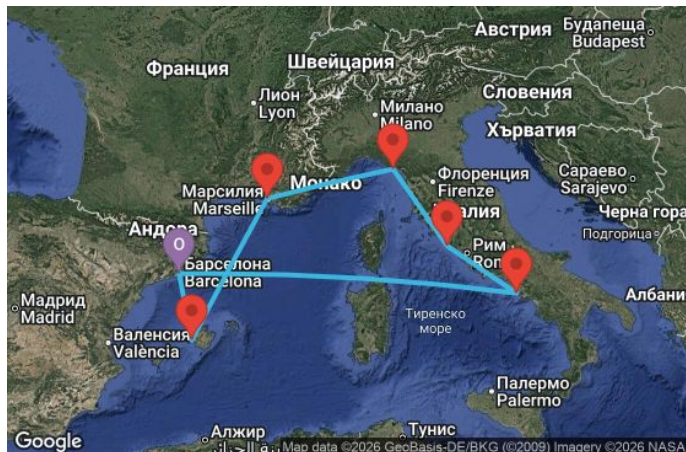 Австрия
Будапеща
Budapest
Франция
Швейцария
Словения
Лион
Lyon
Милано
Milano
Хърватия
Марсилия
Marseille
Монако
Флоренция
Firenze
Сараево
Sarajevo
Андора
Черна гора
Подгорица
O
Барселона
Barcelona
Рим
Мадрид
Madrid
Валенсия
València
Тиренско
море
Албани
Палермо
Palermo
Алжир
Тунис
Google
Map data ©2026 GeoBasis-DE/BKG (©2009) Imagery ©2026 NASA